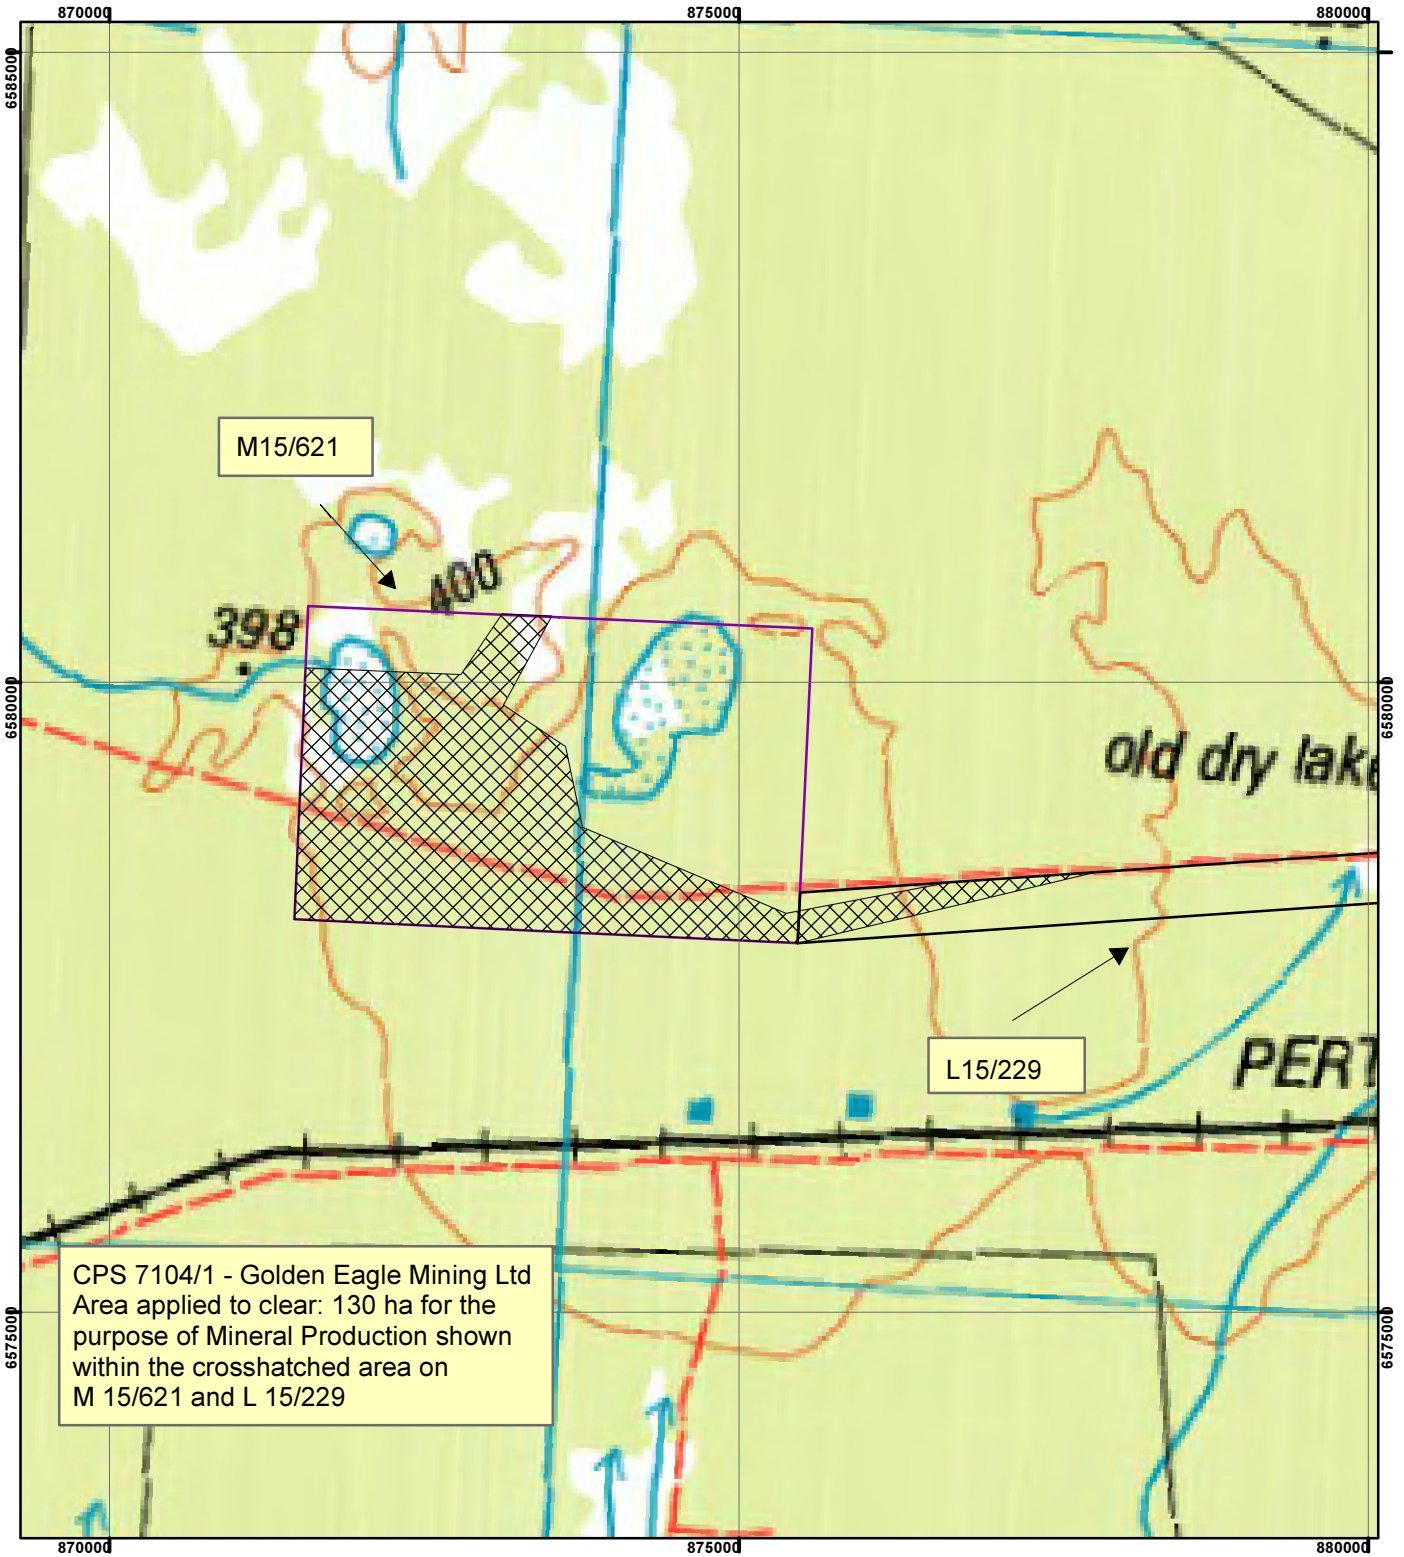 870000
875000
880000
6585000
M15/621
400
398
6580000
6580000
old dry lake
L15/229
PERT
CPS 7104/1 - Golden Eagle Mining Ltd
Area applied to clear: 130 ha for the
purpose of Mineral Production shown
within the crosshatched area on
M 15/621 and L 15/229
6575000
6575000
870000
875000
880000